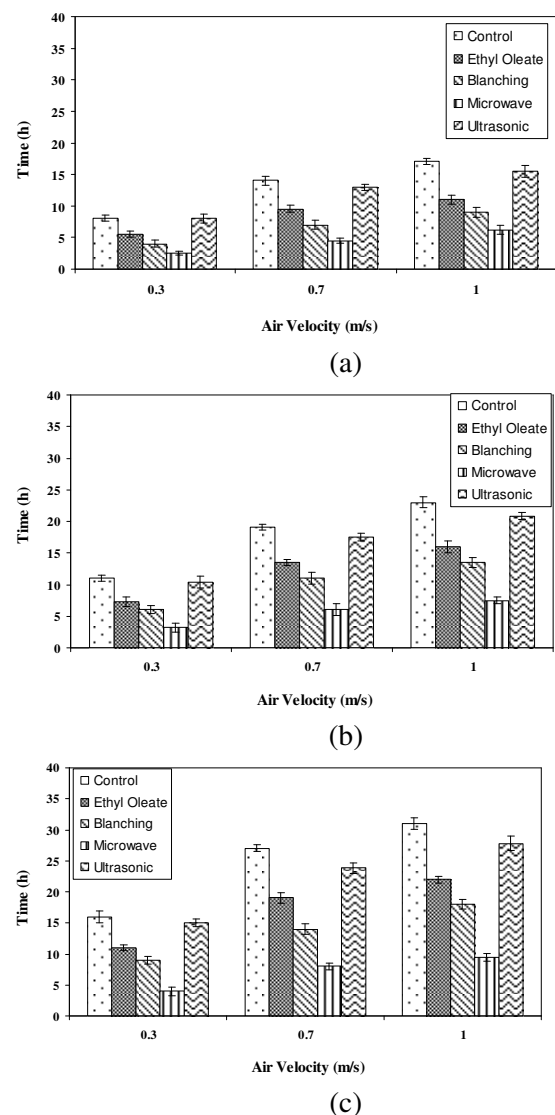 40
35
30
25
20
15
10
5
0
Time (h)
Control
Ethyl Oleate
Blanching
Microwave
Ultrasonic
0.3 0.7 1
Air Velocity (m/s)
(a)
40
35
30
25
20
15
10
5
0
Time (h)
Control
Ethyl Oleate
Blanching
Microwave
Ultrasonic
0.3 0.7 1
Air Velocity (m/s)
(b)
40
35
30
25
20
15
10
5
0
Time (h)
Control
Ethyl Oleate
Blanching
Microwave
Ultrasonic
0.3 0.7 1
Air Velocity (m/s)
(c)